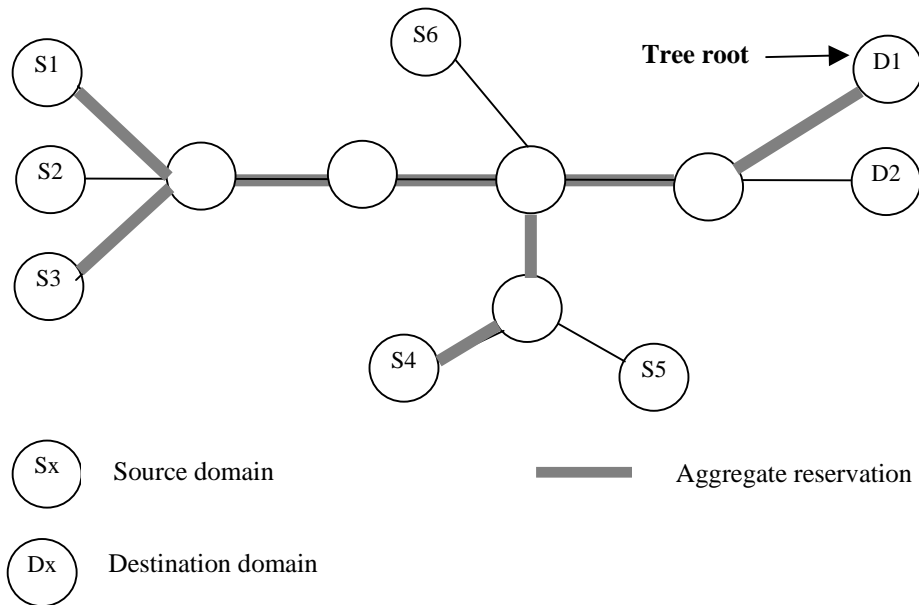 S6
Tree root
D1
S1
S2
D2
S3
S4
S5
Sx
Source domain
Aggregate reservation
Dx
Destination domain